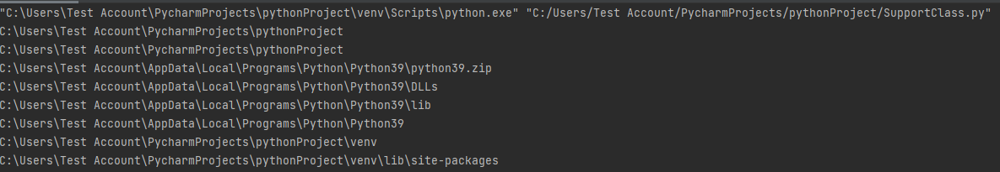 "C:\Users\Test Account\PycharmProjects\pythonProject\venv\Scripts\python.exe" "C:/Users/Test Account/PycharmProjects/pythonProject/SupportClass.py"
C:\Users\Test Account\PycharmProjects\pythonProject
C:\Users\Test Account\PycharmProjects\pythonProject
C:\Users\Test Account\AppData\Local\Programs\Python\Python39\python39.zip
C:\Users\Test Account\AppData\Local\Programs\Python\Python39\DLLs
C:\Users\Test Account\AppData\Local\Programs\Python\Python39\lib
C:\Users\Test Account\AppData\Local\Programs\Python\Python39
C:\Users\Test Account\PycharmProjects\pythonProject\venv
C:\Users\Test Account\PycharmProjects\pythonProject\venv\lib\site-packages